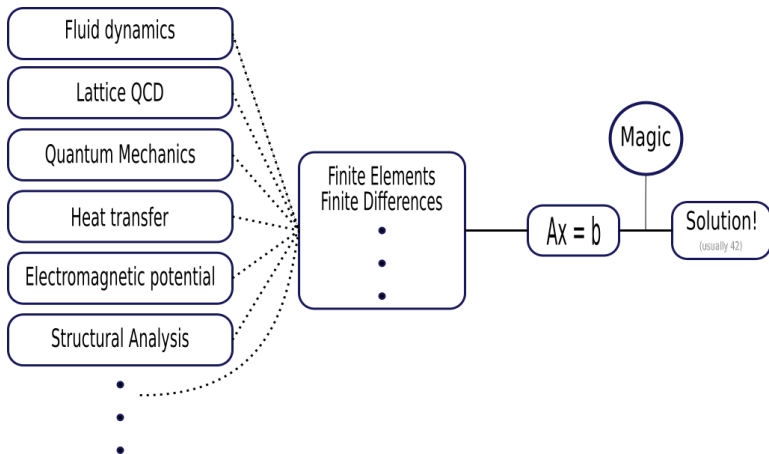 Fluid dynamics
Lattice QCD
Quantum Mechanics
Heat transfer
Electromagnetic potential
Structural Analysis
Finite Elements
Finite Differences
Ax = b
Magic
Solution!
(usually 42)